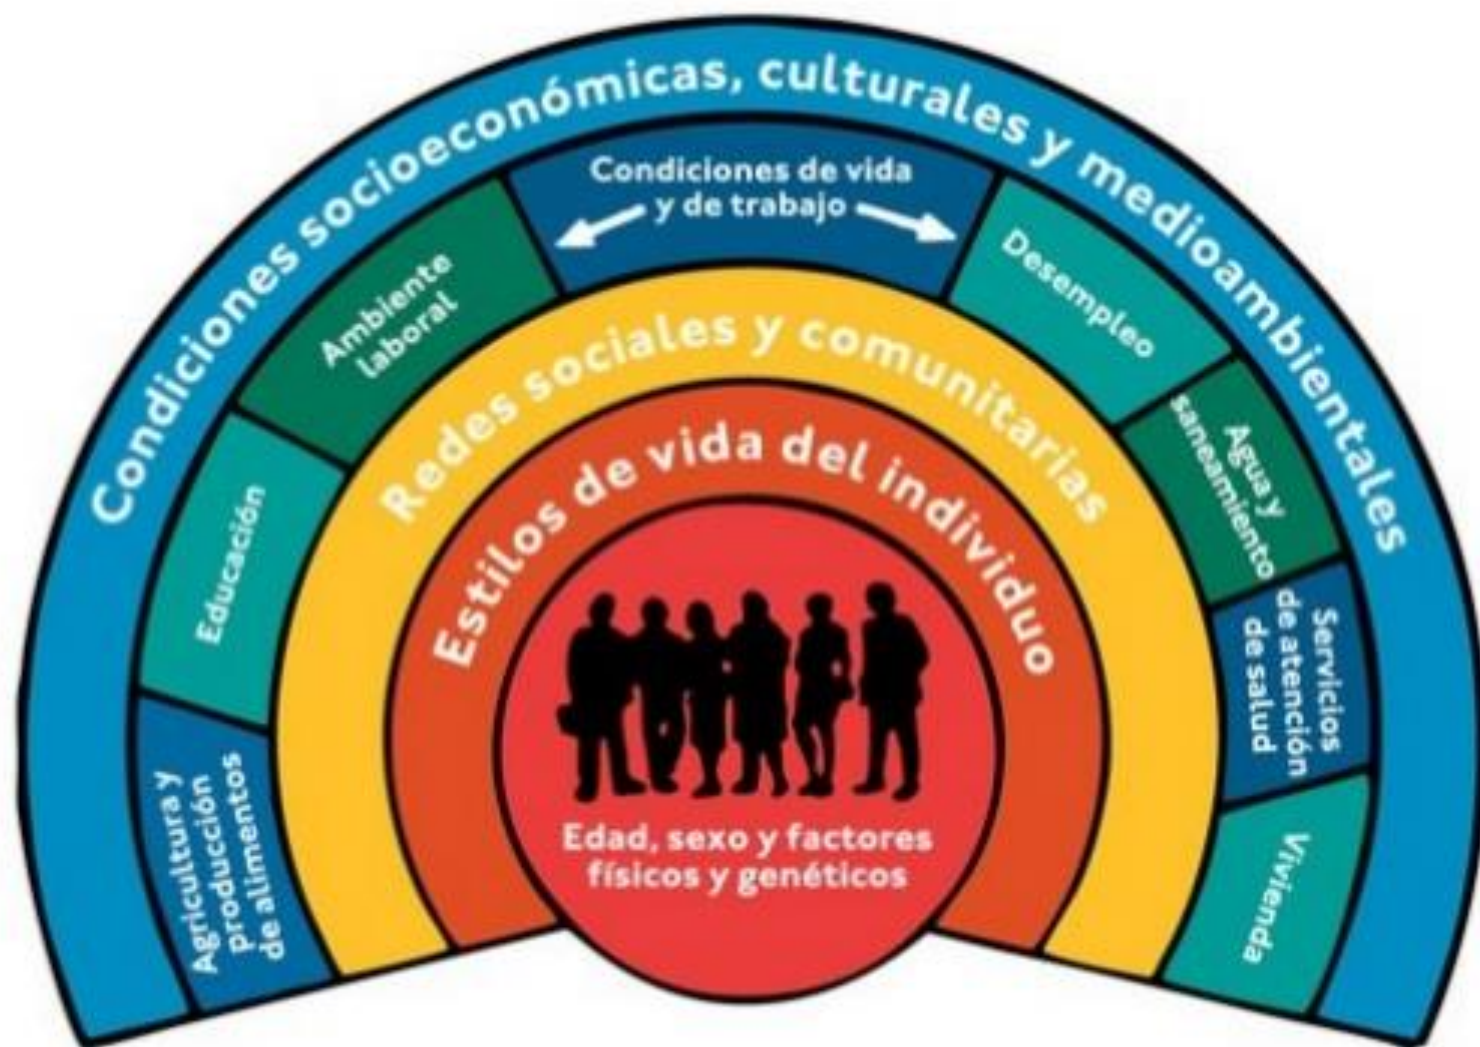 Condiciones socioeconómicas, culturales y medioambientales
Condiciones de vida
y de trabajo
Agricultura y
producción
de alimentos
Educación
Ambiente
laboral
Desempleo
Agua y
saneamiento
Servicios
de atención
de salud
Vivienda
Redes sociales y comunitarias
Estilos de vida del individuo
Edad, sexo y factores
físicos y genéticos